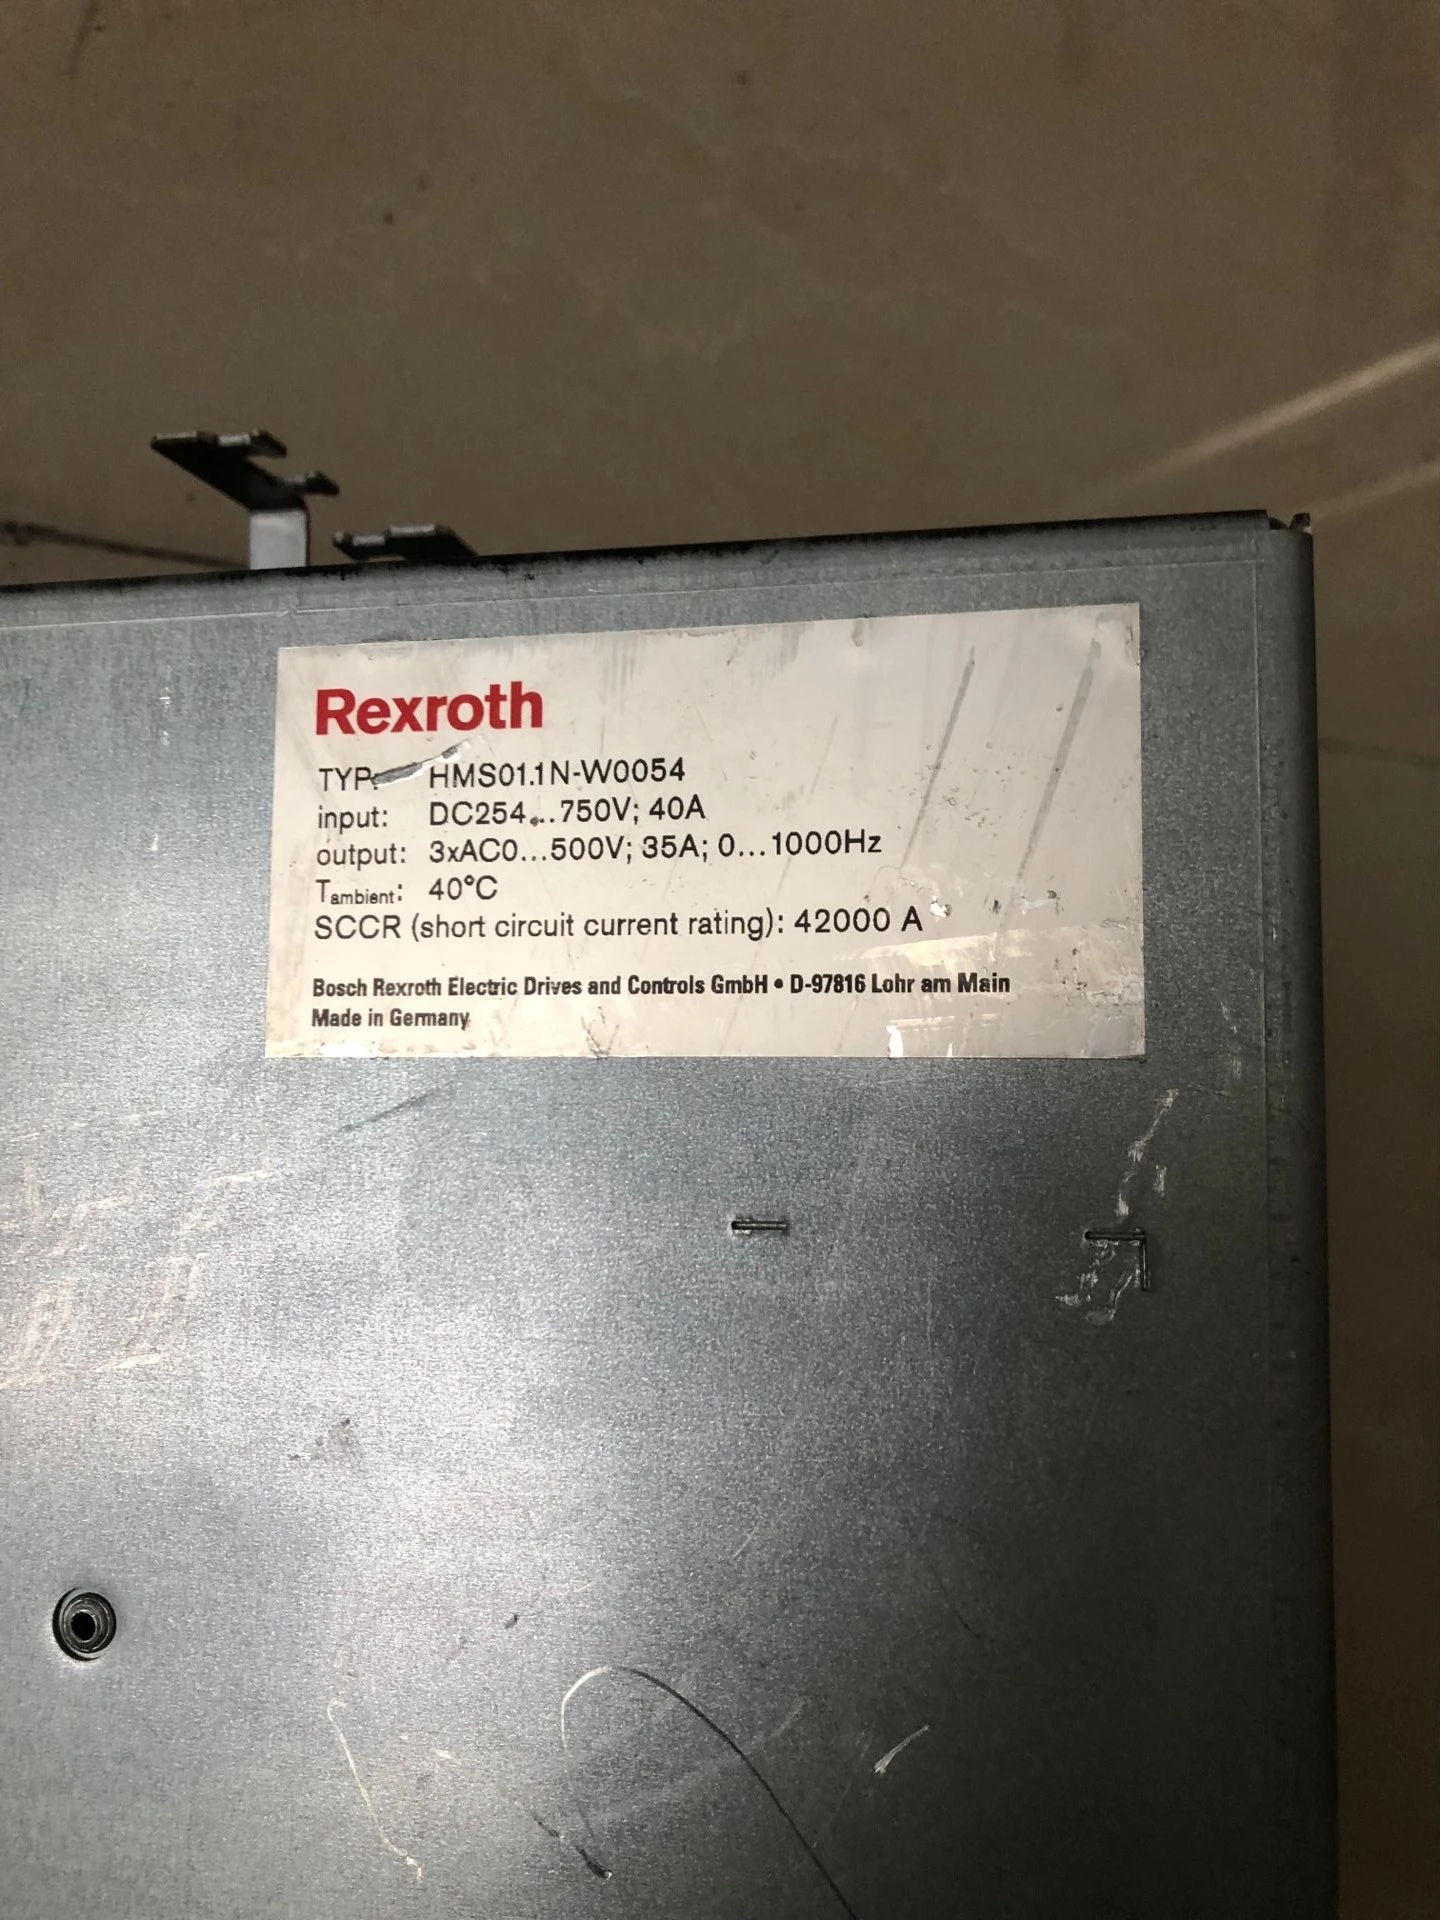 Rexroth
TYP: HMS01.1N-W0054
input: DC254...750V; 40A
output: 3xAC0...500V; 35A; 0...1000Hz
Tambient: 40°C
SCCR (short circuit current rating): 42000 A
Bosch Rexroth Electric Drives and Controls GmbH • D-97816 Lohr am Main
Made in Germany